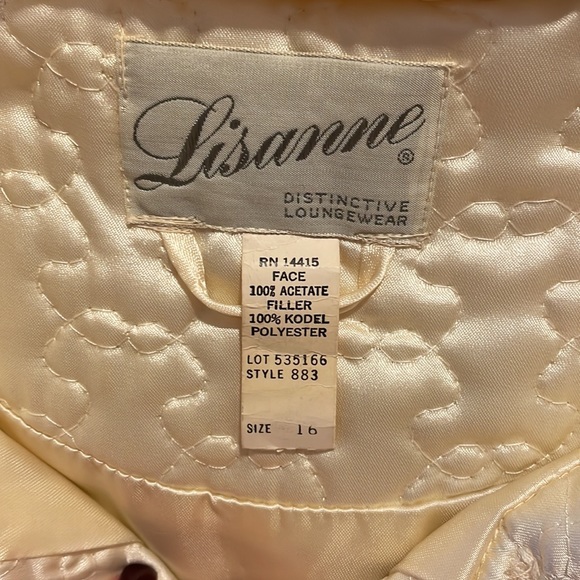 Lisanne ®
DISTINCTIVE
LOUNGEWEAR
RN 14415
FACE
100% ACETATE
FILLER
100% KODEL
POLYESTER
LOT 535166
STYLE 883
SIZE 16